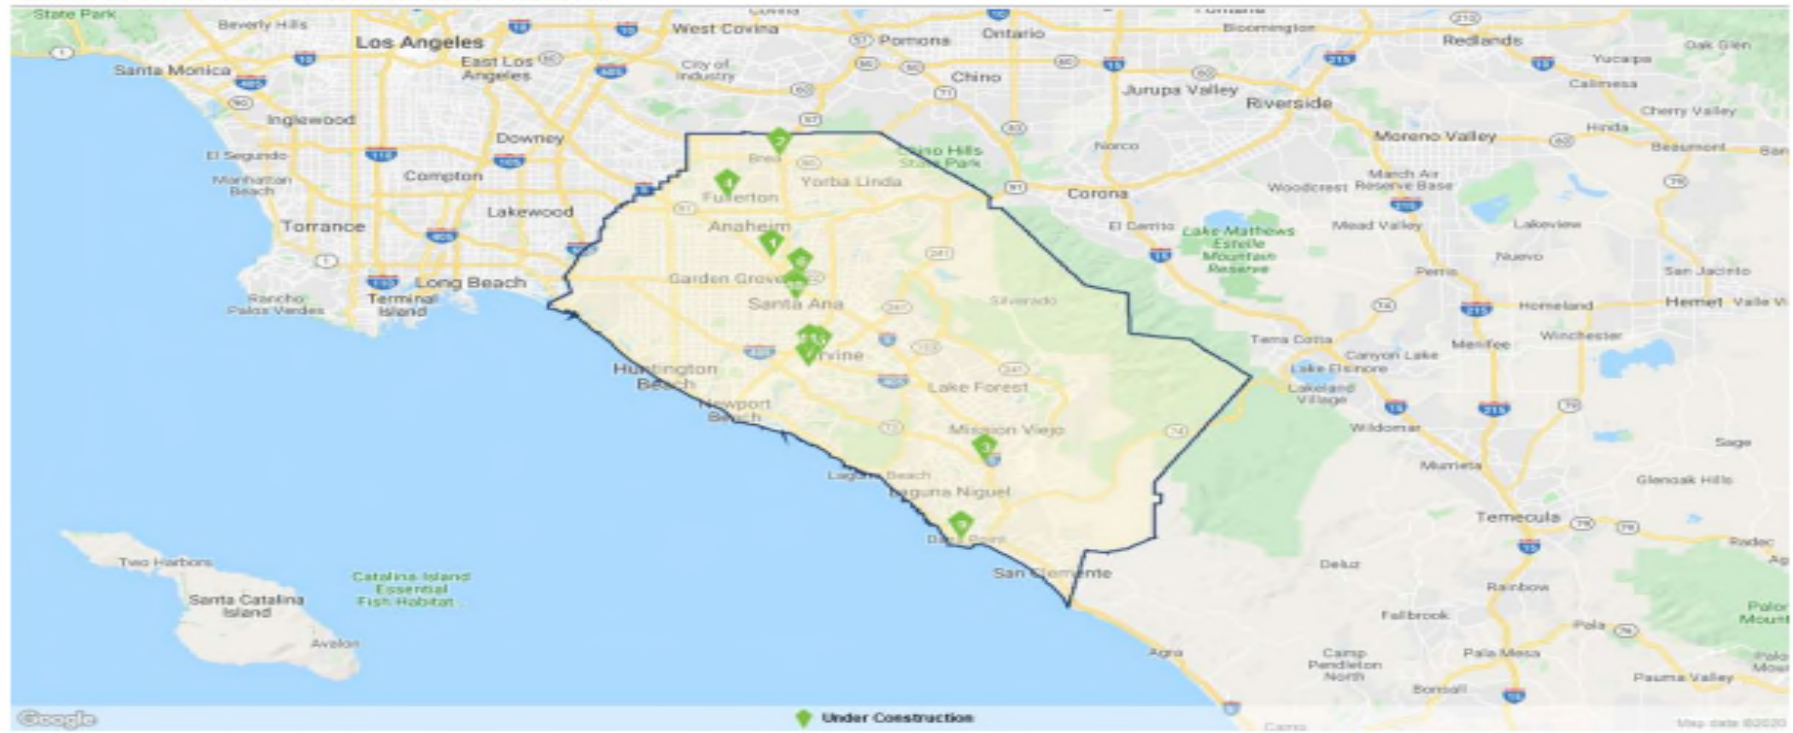 State Park
Beverly Hills
Los Angeles
West Covina
Pomona
Ontario
Bloomington
Redlands
Oak Glen
Santa Monica
East Los
Angeles
City of
Industry
Chino
Jurupa Valley
Riverside
Yucaipa
Calimesa
Cherry Valley
Inglewood
Downey
Moreno Valley
Beaumont
El Segundo
Manhattan
Beach
Compton
Brea
Chino Hills
State Park
Norco
Fullerton
Yorba Linda
Corona
Woodcrest
March Air
Reserve Base
Torrance
Lakewood
Anaheim
El Cerrito
Lake Mathews
Estelle
Mountain
Reserve
Mead Valley
Lakeview
Nuevo
Perris
San Jacinto
Long Beach
Garden Grove
Santa Ana
Silverado
Rancho
Palos Verdes
Terminal
Island
Homeland
Hemet
Winchester
Menifee
Canyon Lake
Lake Elsinore
Lakeland
Village
Irvine
Huntington
Beach
Lake Forest
Newport
Beach
Mission Viejo
Wildomar
Sage
Murrieta
Glenoak Hills
Laguna Beach
Laguna Niguel
Temecula
Radec
Dana Point
San Clemente
Two Harbors
Catalina Island
Essential
Fish Habitat...
Santa Catalina
Island
Avalon
Deluz
Rainbow
Fallbrook
Pala
Agra
Camp
Pendleton
North
Pala Mesa
Pauma Valley
Bonsall
Google
Under Construction
Map data ©2020